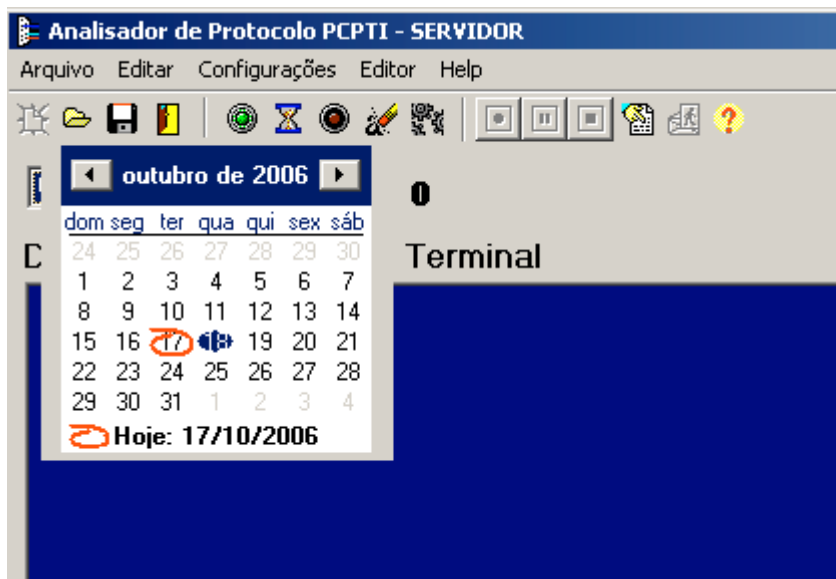 Analisador de Protocolo PCPTI - SERVIDOR
Arquivo Editar Configurações Editor Help
outubro de 2006
0
dom seg ter qua qui sex sáb
24 25 26 27 28 29 30
D
Terminal
1 2 3 4 5 6 7
8 9 10 11 12 13 14
15 16 17 18 19 20 21
22 23 24 25 26 27 28
29 30 31 1 2 3 4
Hoje: 17/10/2006